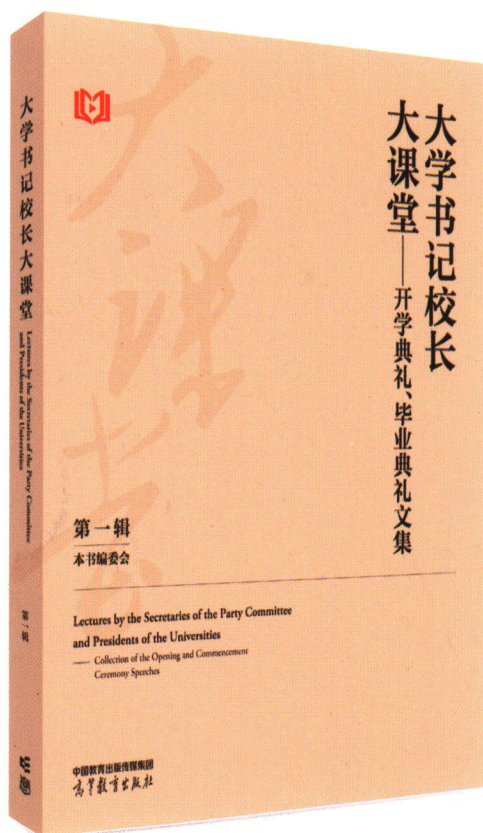 大学书记校长
大课堂——开学典礼、毕业典礼文集
大课堂
第一辑
本书编委会
Lectures by the Secretaries of the Party Committee
and Presidents of the Universities
—— Collection of the Opening and Commencement
Ceremony Speeches
中国教育出版传媒集团
高等教育出版社
大学书记校长大课堂
Lectures by the Secretaries of the Party Committee
and Presidents of the Universities
第一辑